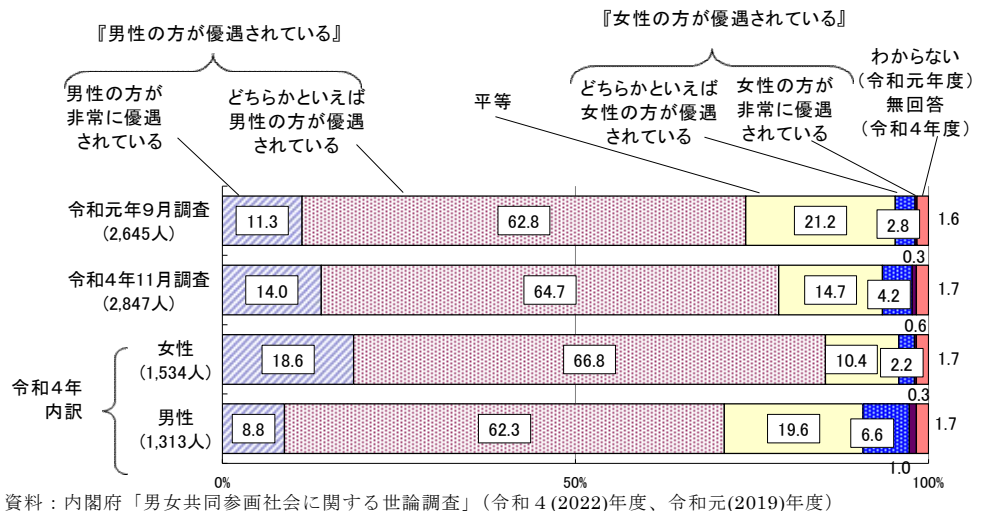 『男性の方が優遇されている』
『女性の方が優遇されている』
男性の方が
非常に優遇
されている
どちらかといえば
男性の方が優遇
されている
平等
どちらかといえば
女性の方が優遇
されている
女性の方が
非常に優遇
されている
わからない
（令和元年度）
無回答
（令和４年度）
令和元年９月調査
(2,645人)
11.3
62.8
21.2
2.8
0.3
1.6
令和４年11月調査
(2,847人)
14.0
64.7
14.7
4.2
0.6
1.7
令和４年
内訳
女性
(1,534人)
18.6
66.8
10.4
2.2
0.3
1.7
男性
(1,313人)
8.8
62.3
19.6
6.6
1.0
1.7
0%
50%
100%
資料：内閣府「男女共同参画社会に関する世論調査」（令和４(2022)年度、令和元(2019)年度）